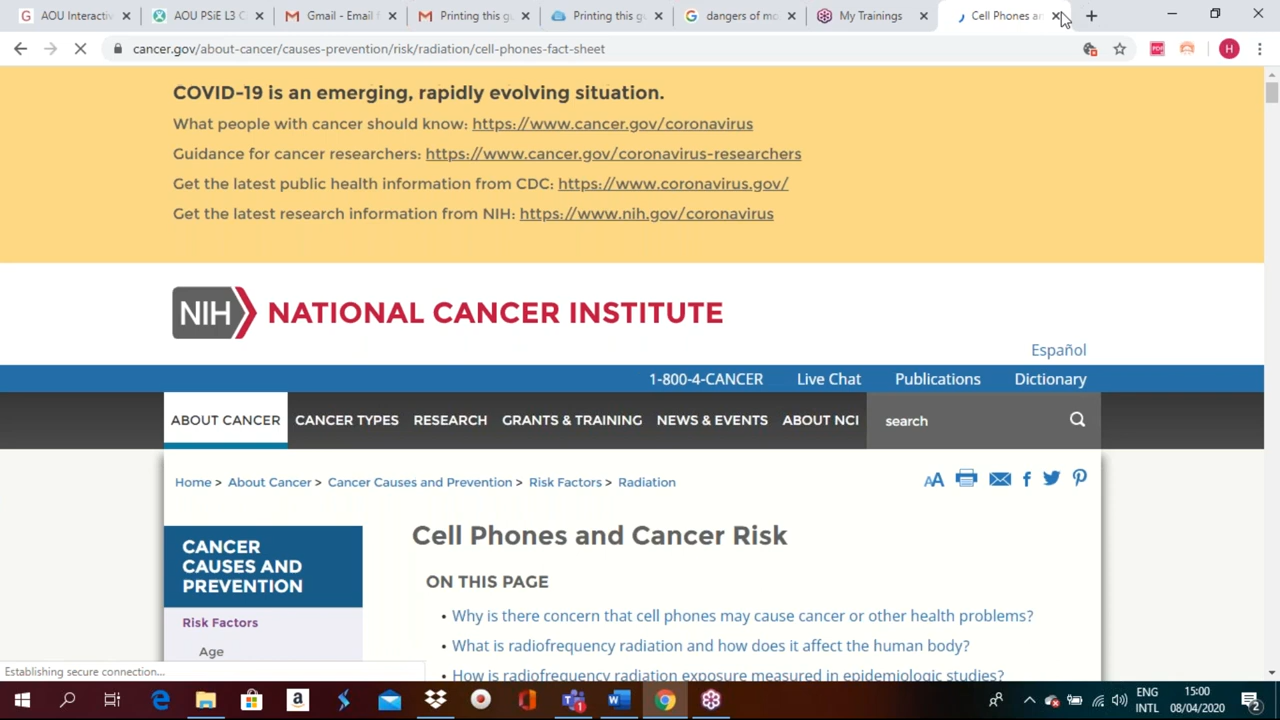 AOU Interactiv
AOU PSiE L3 C
Gmail - Email f
Printing this gu
Printing this gu
dangers of mo
My Trainings
Cell Phones an
cancer.gov/about-cancer/causes-prevention/risk/radiation/cell-phones-fact-sheet
PDF
H
COVID-19 is an emerging, rapidly evolving situation.
What people with cancer should know: https://www.cancer.gov/coronavirus
Guidance for cancer researchers: https://www.cancer.gov/coronavirus-researchers
Get the latest public health information from CDC: https://www.coronavirus.gov/
Get the latest research information from NIH: https://www.nih.gov/coronavirus
NIH NATIONAL CANCER INSTITUTE
Español
1-800-4-CANCER Live Chat Publications Dictionary
ABOUT CANCER CANCER TYPES RESEARCH GRANTS & TRAINING NEWS & EVENTS ABOUT NCI search
Home > About Cancer > Cancer Causes and Prevention > Risk Factors > Radiation
AA
Cell Phones and Cancer Risk
CANCER
CAUSES AND
PREVENTION
ON THIS PAGE
• Why is there concern that cell phones may cause cancer or other health problems?
Risk Factors
• What is radiofrequency radiation and how does it affect the human body?
Age
• How is radiofrequency radiation exposure measured in epidemiologic studies?
Establishing secure connection...
ENG
INTL
15:00
08/04/2020
2